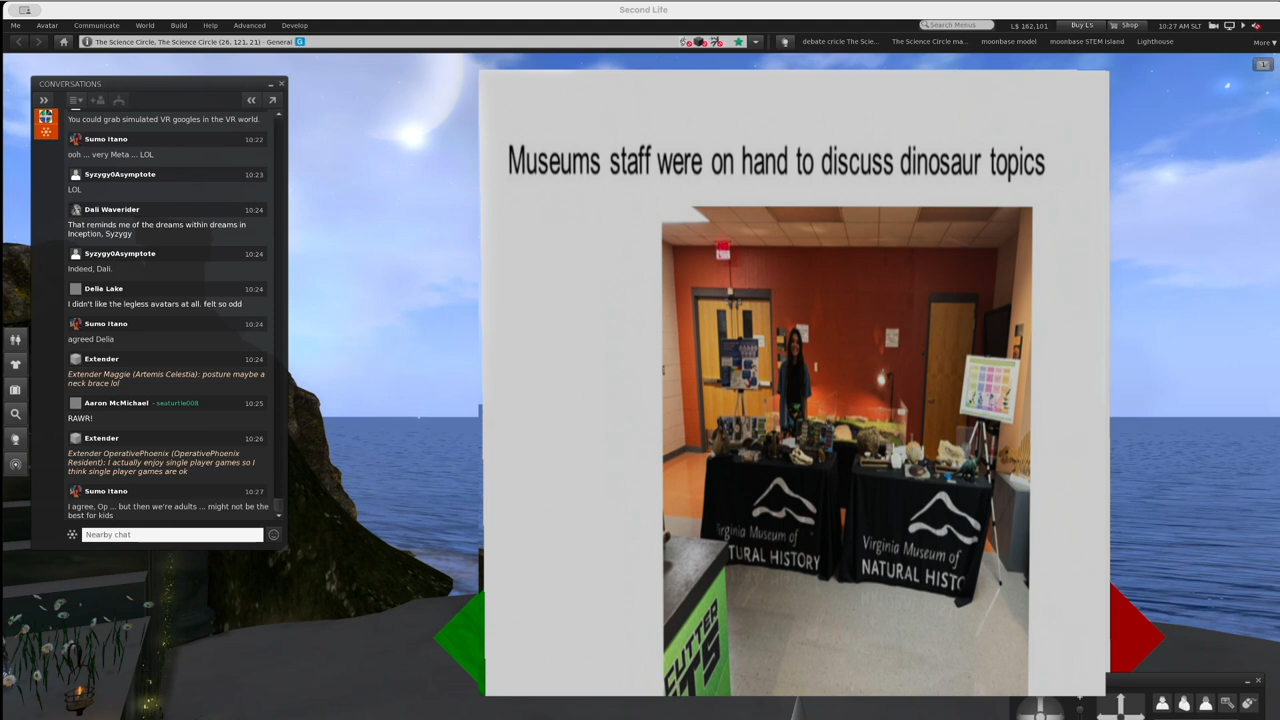 Second Life
Me Avatar Communicate World Build Help Advanced Develop
Search Menus L$ 162,101 Buy L$ Shop 10:27 AM SLT
The Science Circle, The Science Circle (26, 121, 21) - General G
debate cricle The Scie... The Science Circle ma... moonbase model moonbase STEM Island Lighthouse More ▼
CONVERSATIONS
You could grab simulated VR googles in the VR world.
Sumo Itano 10:22
ooh ... very Meta ... LOL
Syzygy0Asymptote 10:23
LOL
Dali Waverider 10:24
That reminds me of the dreams within dreams in
Inception, Syzygy
Syzygy0Asymptote 10:24
Indeed, Dali.
Delia Lake 10:24
I didn't like the legless avatars at all. felt so odd
Sumo Itano 10:24
agreed Delia
Extender 10:24
Extender Maggie (Artemis Celestia): posture maybe a
neck brace lol
Aaron McMichael - seaturtle008 10:25
RAWR!
Extender 10:26
Extender OperativePhoenix (OperativePhoenix
Resident): I actually enjoy single player games so I
think single player games are ok
Sumo Itano 10:27
I agree, Op ... but then we're adults ... might not be the
best for kids
Nearby chat
Museums staff were on hand to discuss dinosaur topics
Virginia Museum of
TURAL HISTORY
Virginia Museum of
NATURAL HISTO